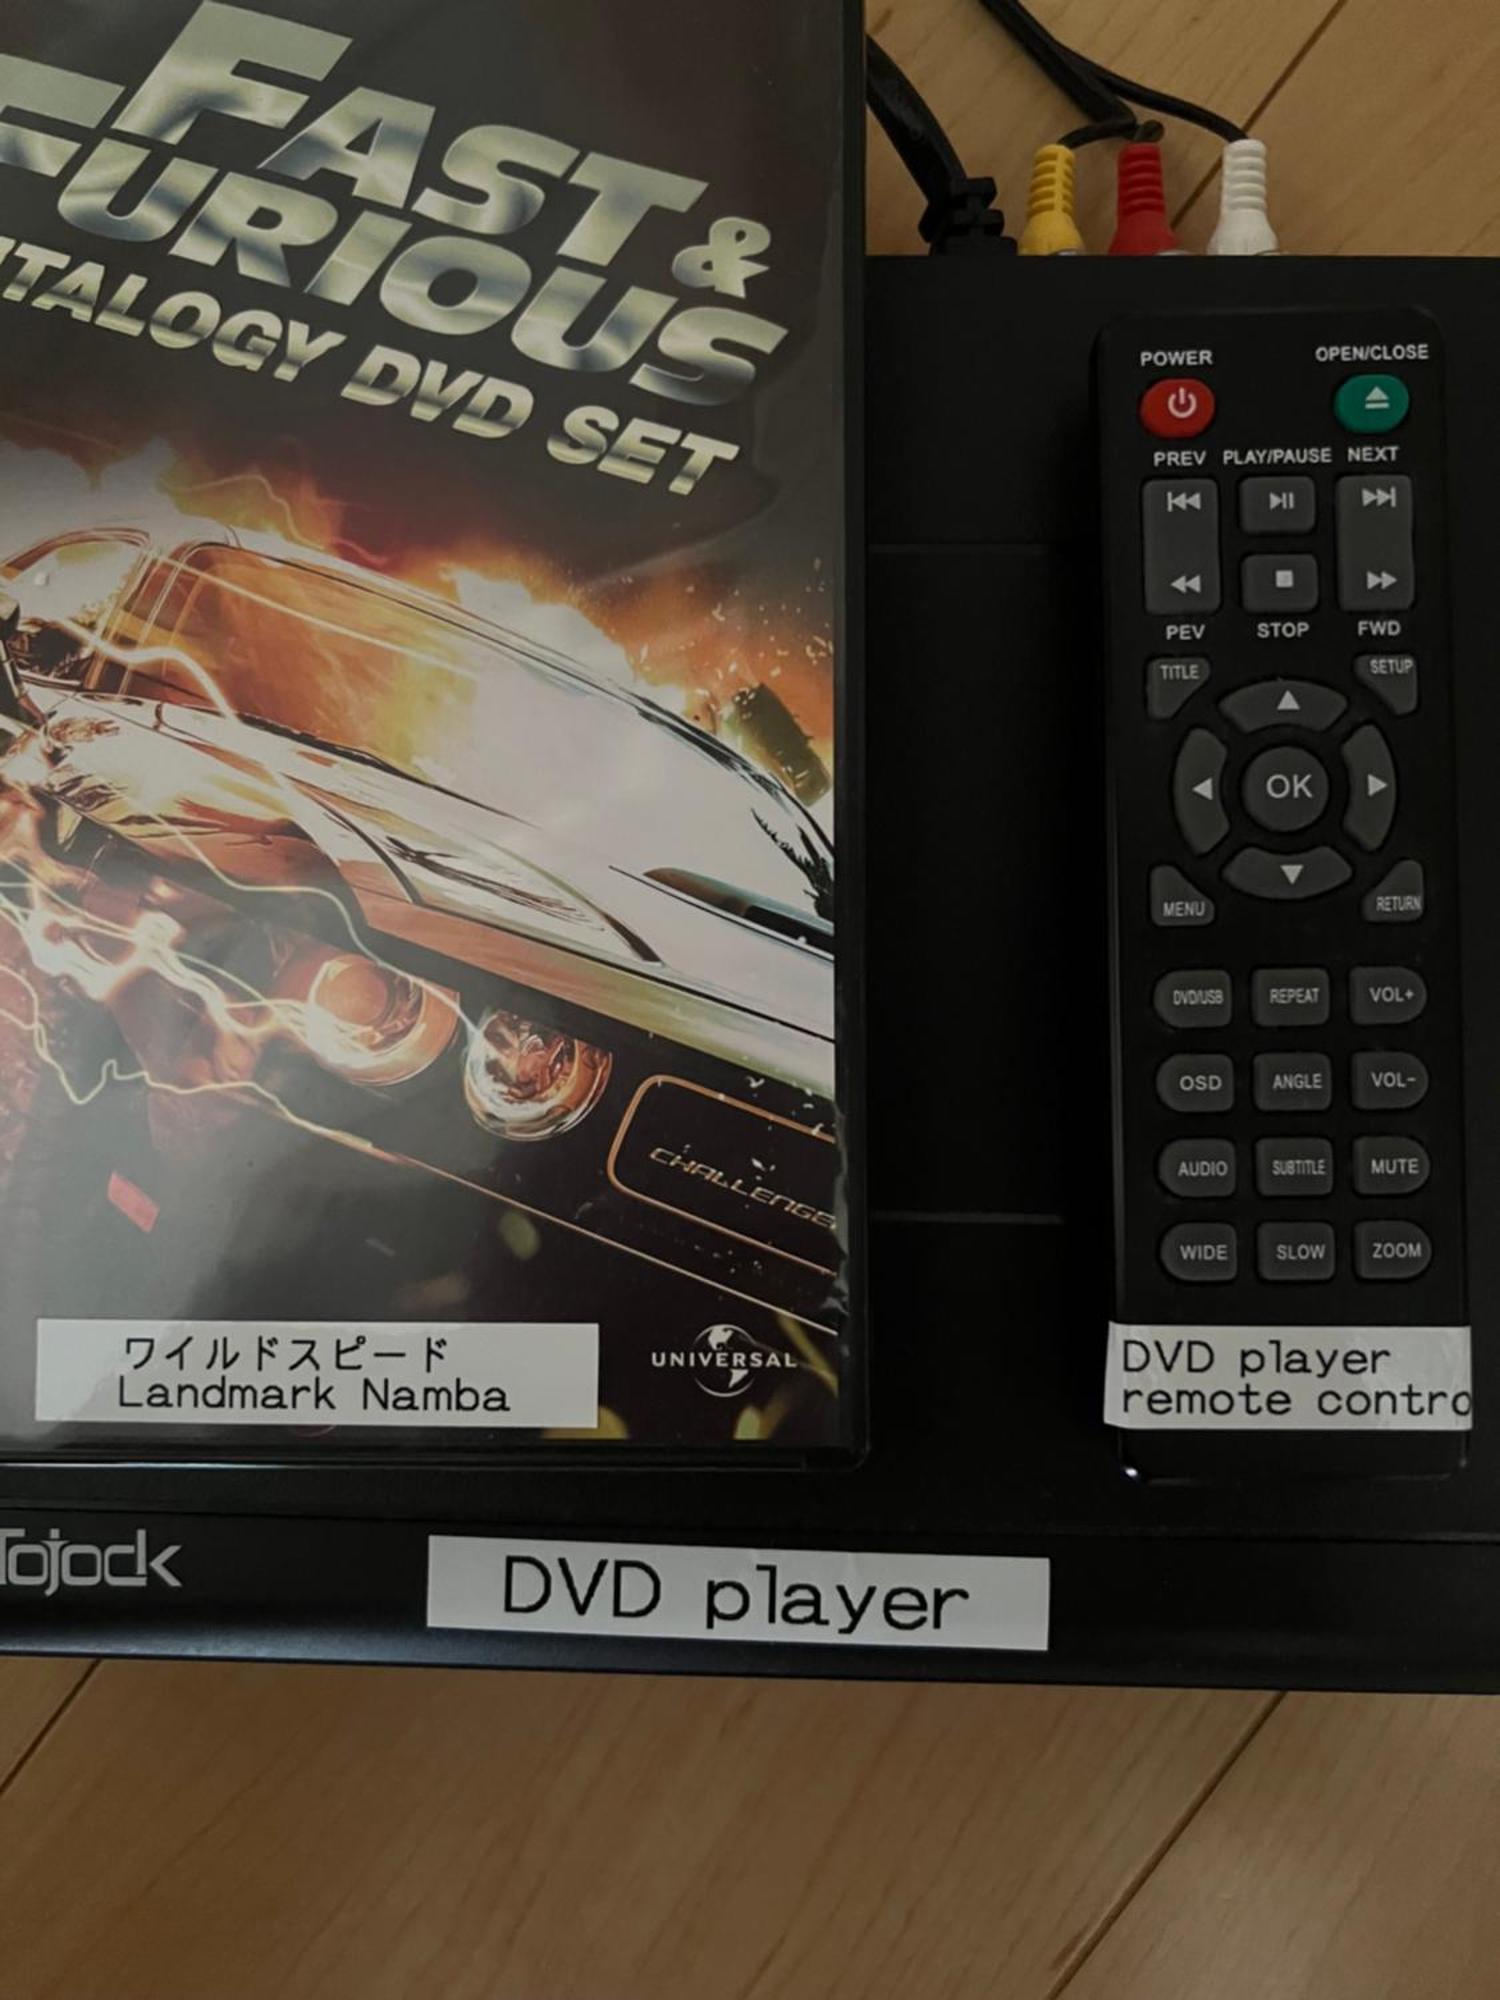 FAST &
FURIOUS
NTALOGY DVD SET
CHALLENGE
ワイルドスピード
Landmark Namba
UNIVERSAL
POWER OPEN/CLOSE
PREV PLAY/PAUSE NEXT
PEV STOP FWD
TITLE SETUP
OK
MENU RETURN
DVD/USB REPEAT VOL+
OSD ANGLE VOL-
AUDIO SUBTITLE MUTE
WIDE SLOW ZOOM
DVD player
remote contro
Tojock
DVD player